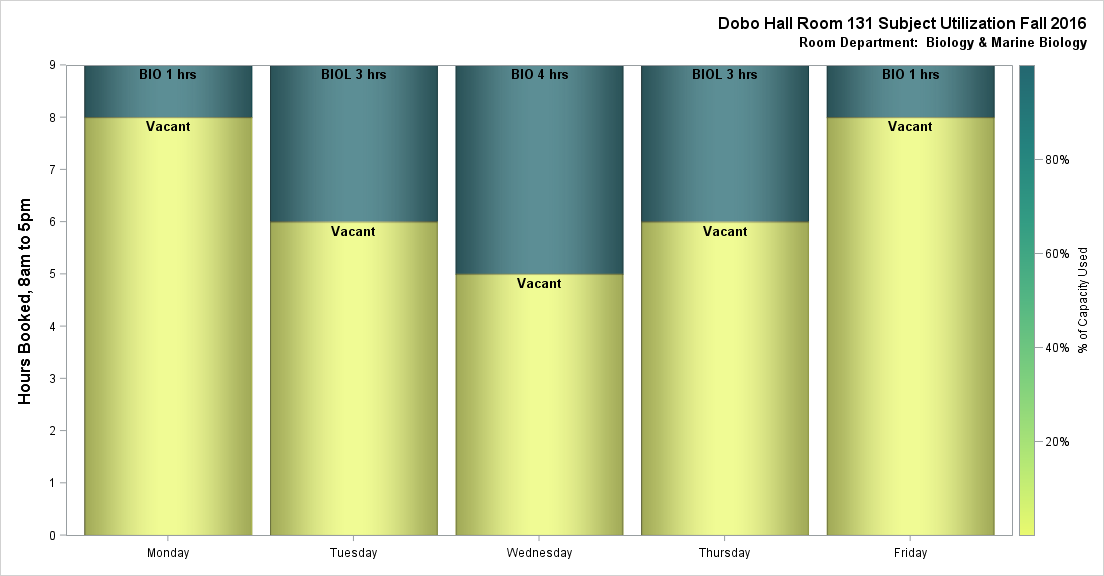 Dobo Hall Room 131 Subject Utilization Fall 2016
Room Department:  Biology & Marine Biology
Hours Booked, 8am to 5pm
9
8
7
6
5
4
3
2
1
0
BIO 1 hrs
Vacant
BIOL 3 hrs
Vacant
BIO 4 hrs
Vacant
BIOL 3 hrs
Vacant
BIO 1 hrs
Vacant
Monday
Tuesday
Wednesday
Thursday
Friday
80%
60%
40%
20%
% of Capacity Used